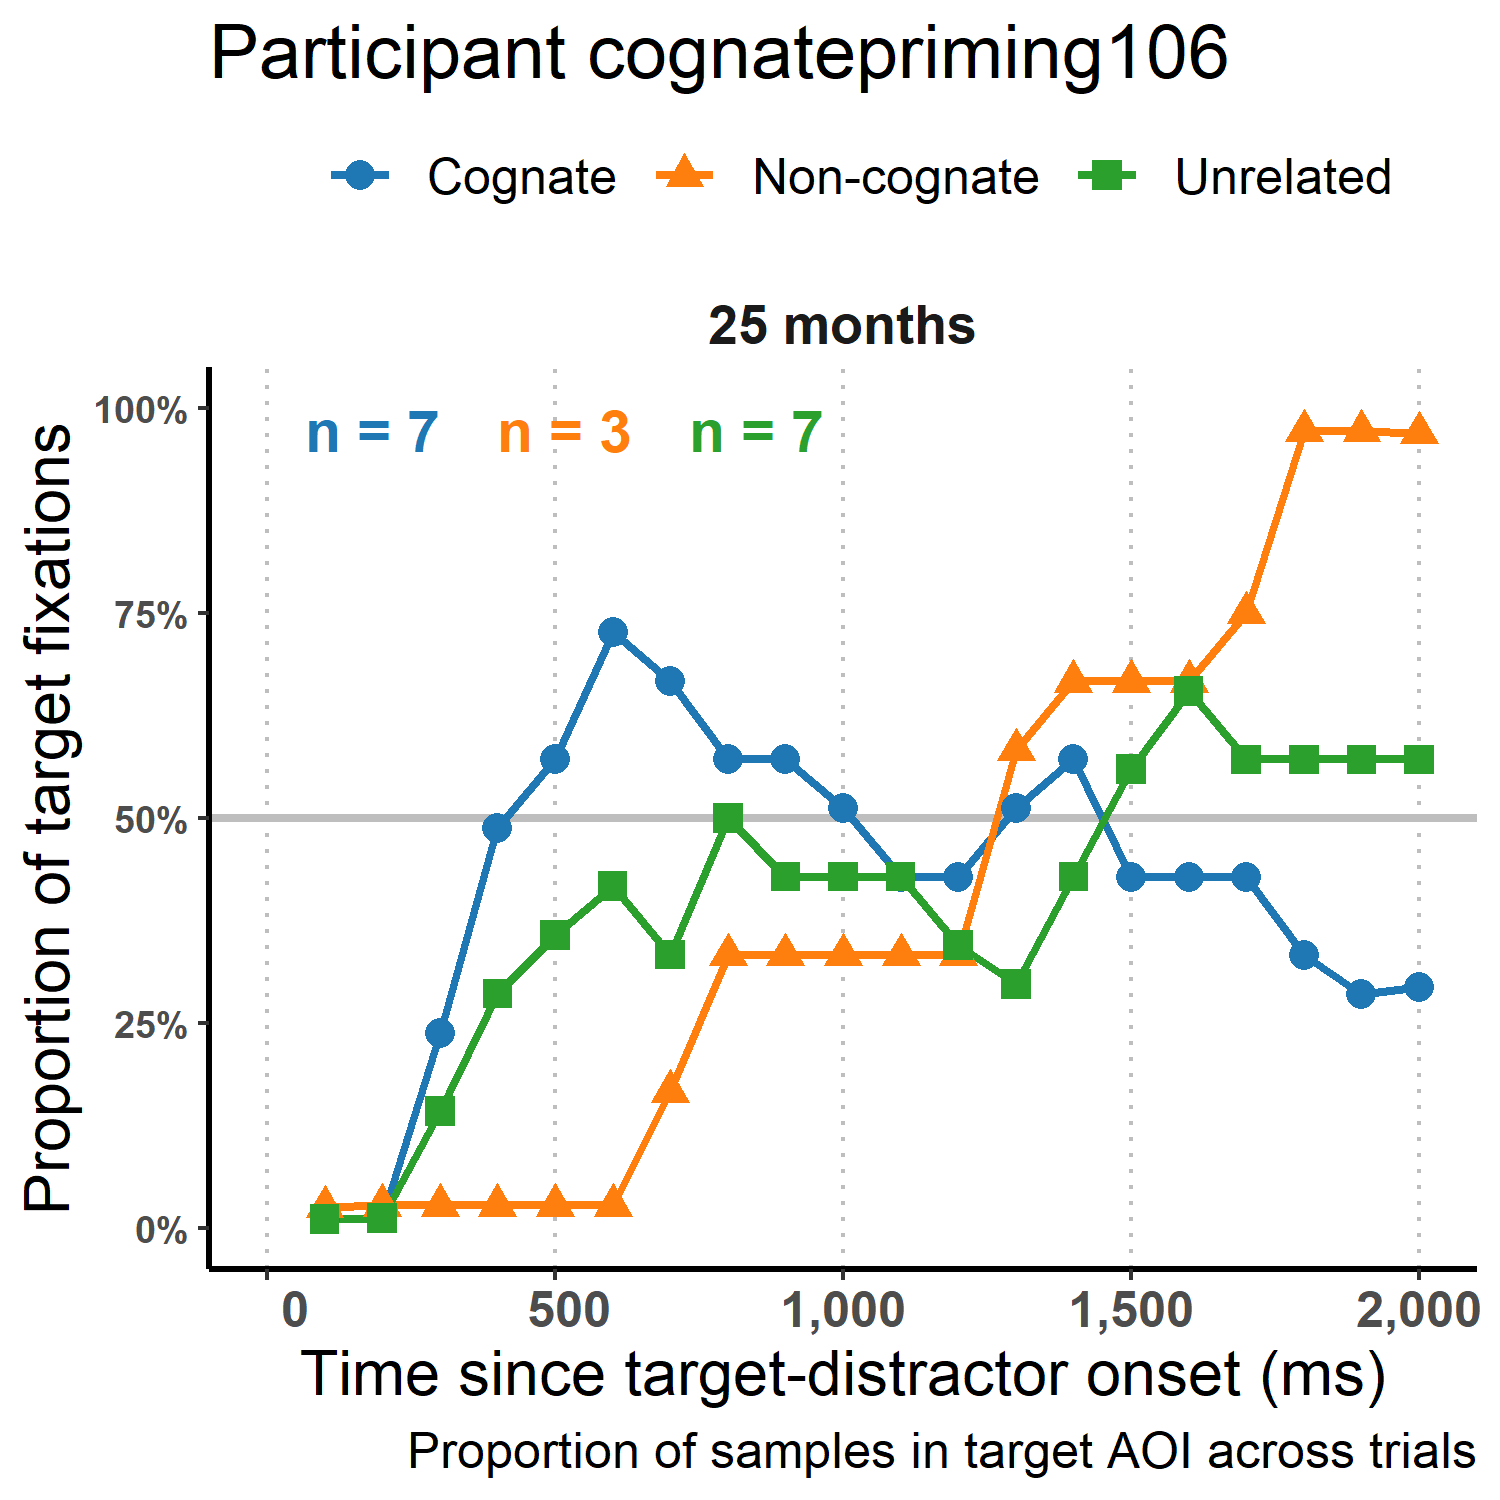 Participant cognatepriming106
Cognate Non-cognate Unrelated
25 months
n = 7 n = 3 n = 7
100%
75%
50%
25%
0%
Proportion of target fixations
0 500 1,000 1,500 2,000
Time since target-distractor onset (ms)
Proportion of samples in target AOI across trials